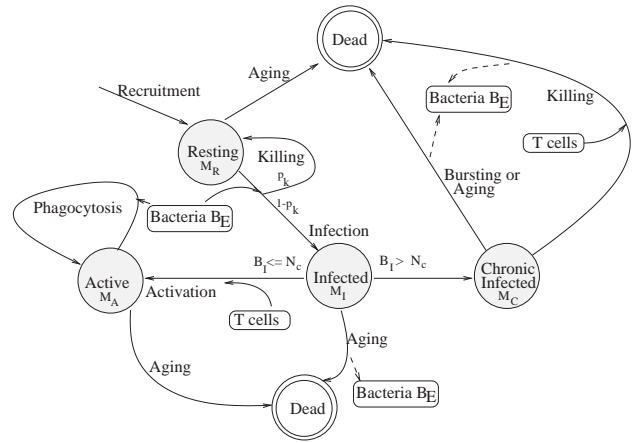 Dead
Aging
Recruitment
Bacteria B_E
Killing
T cells
Resting
M_R
Killing
p_k
1-p_k
Bursting or
Aging
Phagocytosis
Bacteria B_E
Infection
B_I <= N_c
B_I > N_c
Active
M_A
Activation
Infected
M_I
Chronic
Infected
M_C
T cells
Aging
Aging
Bacteria B_E
Dead